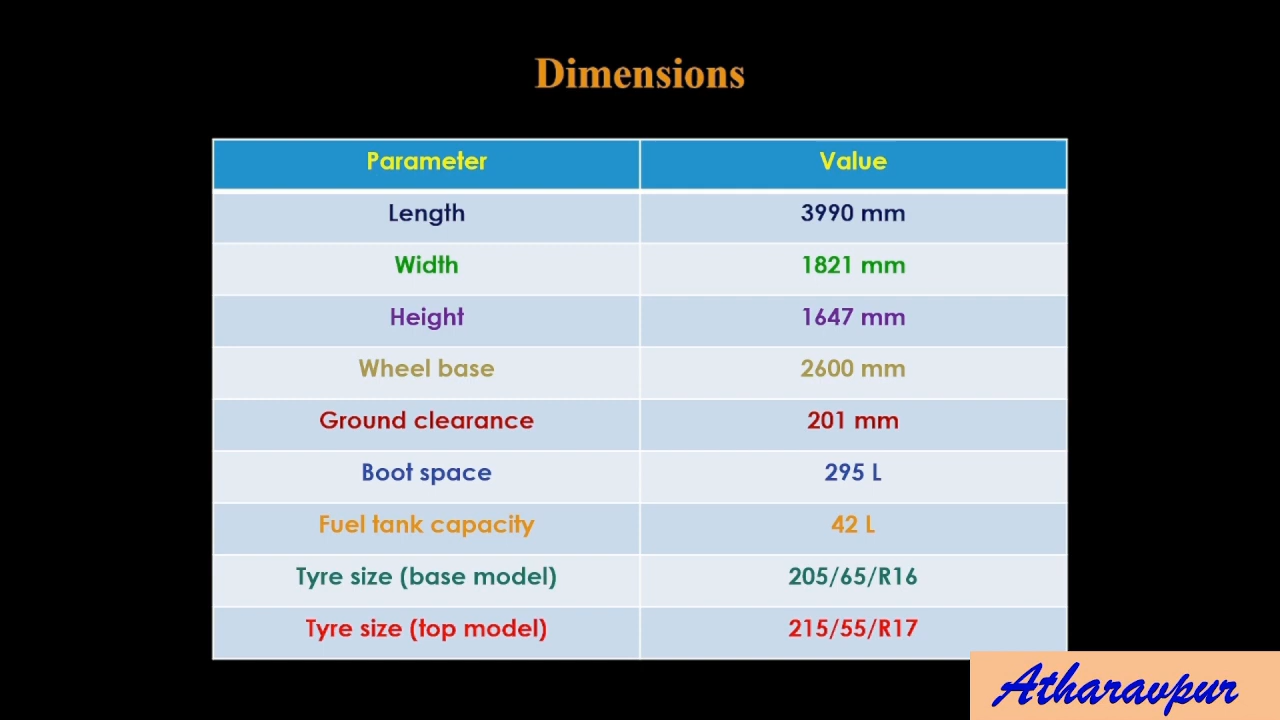 Dimensions
Parameter Value
Length 3990 mm
Width 1821 mm
Height 1647 mm
Wheel base 2600 mm
Ground clearance 201 mm
Boot space 295 L
Fuel tank capacity 42 L
Tyre size (base model) 205/65/R16
Tyre size (top model) 215/55/R17
Atharavpur